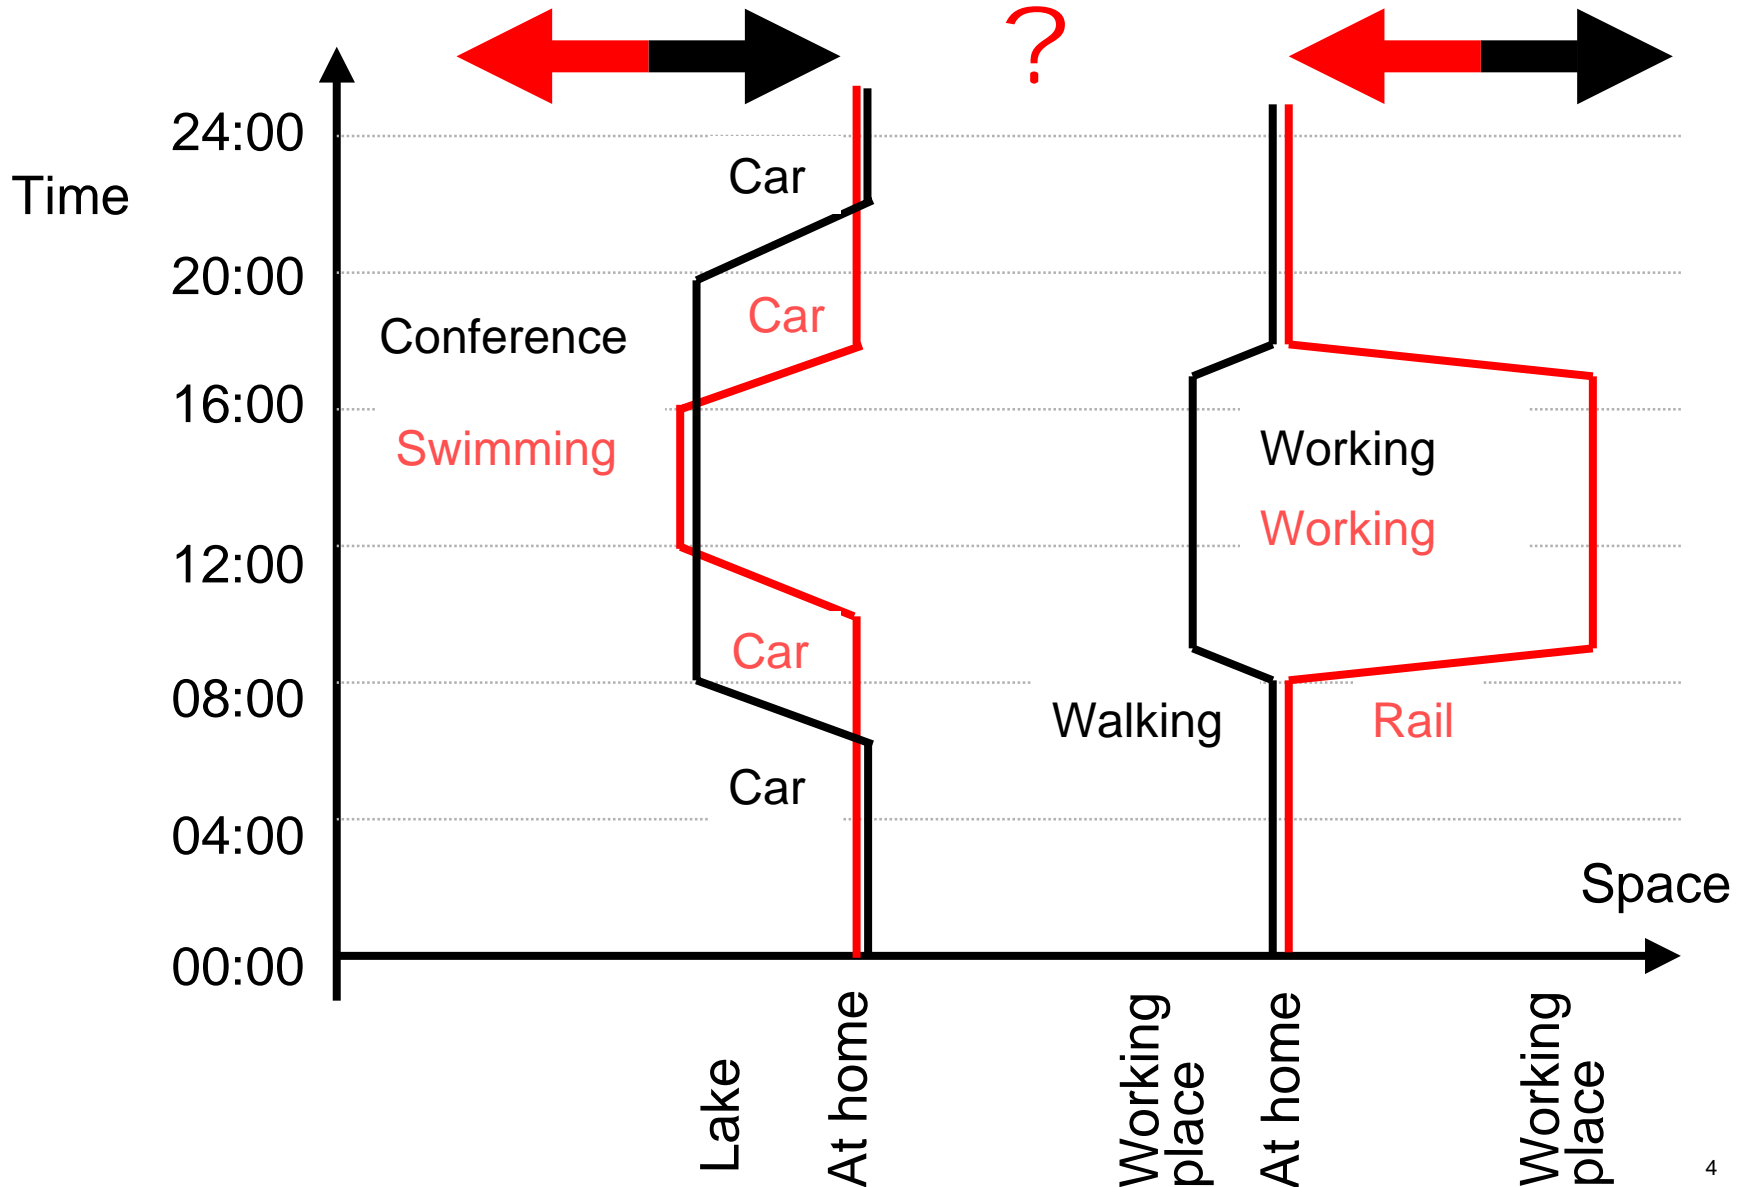 ?
24:00
Car
Time
20:00
Car
Conference
16:00
Swimming
Working
Working
12:00
Car
08:00
Walking
Rail
Car
04:00
Space
00:00
Lake
At home
Working
place
At home
Working
place
4